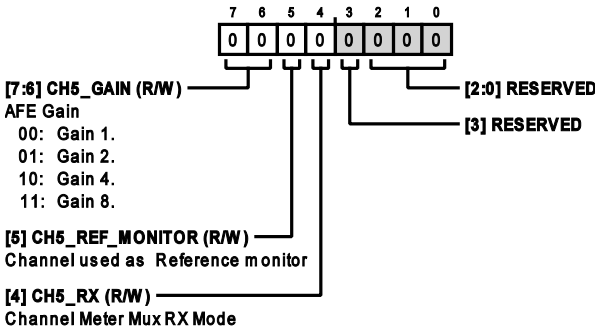 7 6 5 4 3 2 1 0
0 0 0 0 0 0 0 0
[7:6] CH5_GAIN (R/W)
[2:0] RESERVED
AFE Gain
00: Gain 1.
[3] RESERVED
01: Gain 2.
10: Gain 4.
11: Gain 8.
[5] CH5_REF_MONITOR (R/W)
Channel used as Reference monitor
[4] CH5_RX (R/W)
Channel Meter Mux RX Mode